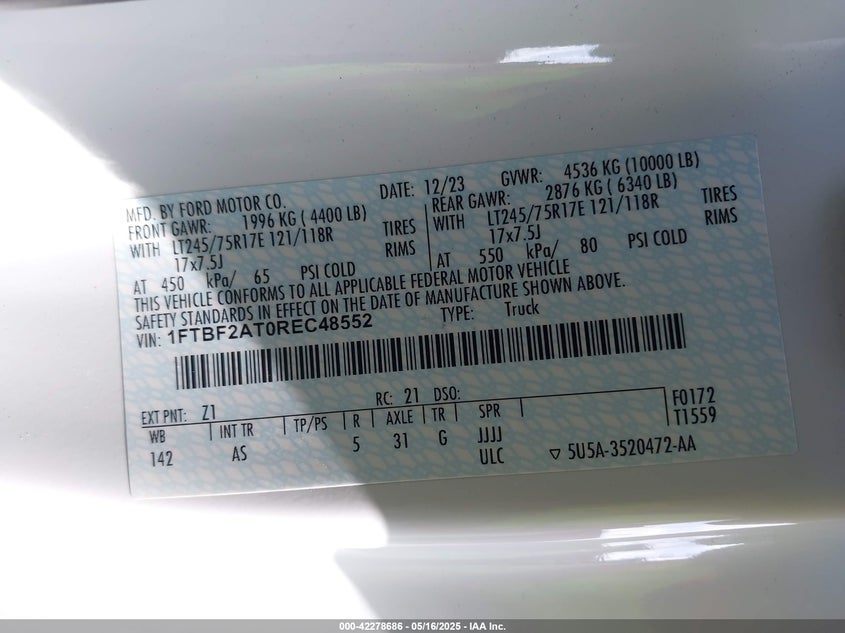 MFD. BY FORD MOTOR CO.
DATE: 12/23
GVWR: 4536 KG (10000 LB)
FRONT GAWR: 1996 KG ( 4400 LB)
REAR GAWR: 2876 KG ( 6340 LB)
WITH LT245/75R17E 121/118R TIRES
WITH LT245/75R17E 121/118R TIRES
17x7.5J RIMS
17x7.5J RIMS
AT 450 kPa/ 65 PSI COLD
AT 550 kPa/ 80 PSI COLD
THIS VEHICLE CONFORMS TO ALL APPLICABLE FEDERAL MOTOR VEHICLE
SAFETY STANDARDS IN EFFECT ON THE DATE OF MANUFACTURE SHOWN ABOVE.
VIN: 1FTBF2AT0REC48552
TYPE: Truck
EXT PNT: Z1
RC: 21 DSO:
F0172
WB INT TR TP/PS R AXLE TR SPR
T1559
142 AS 5 31 G JJJJ
ULC
▽ 5U5A-3520472-AA
000-42278686 - 05/16/2025 - IAA Inc.